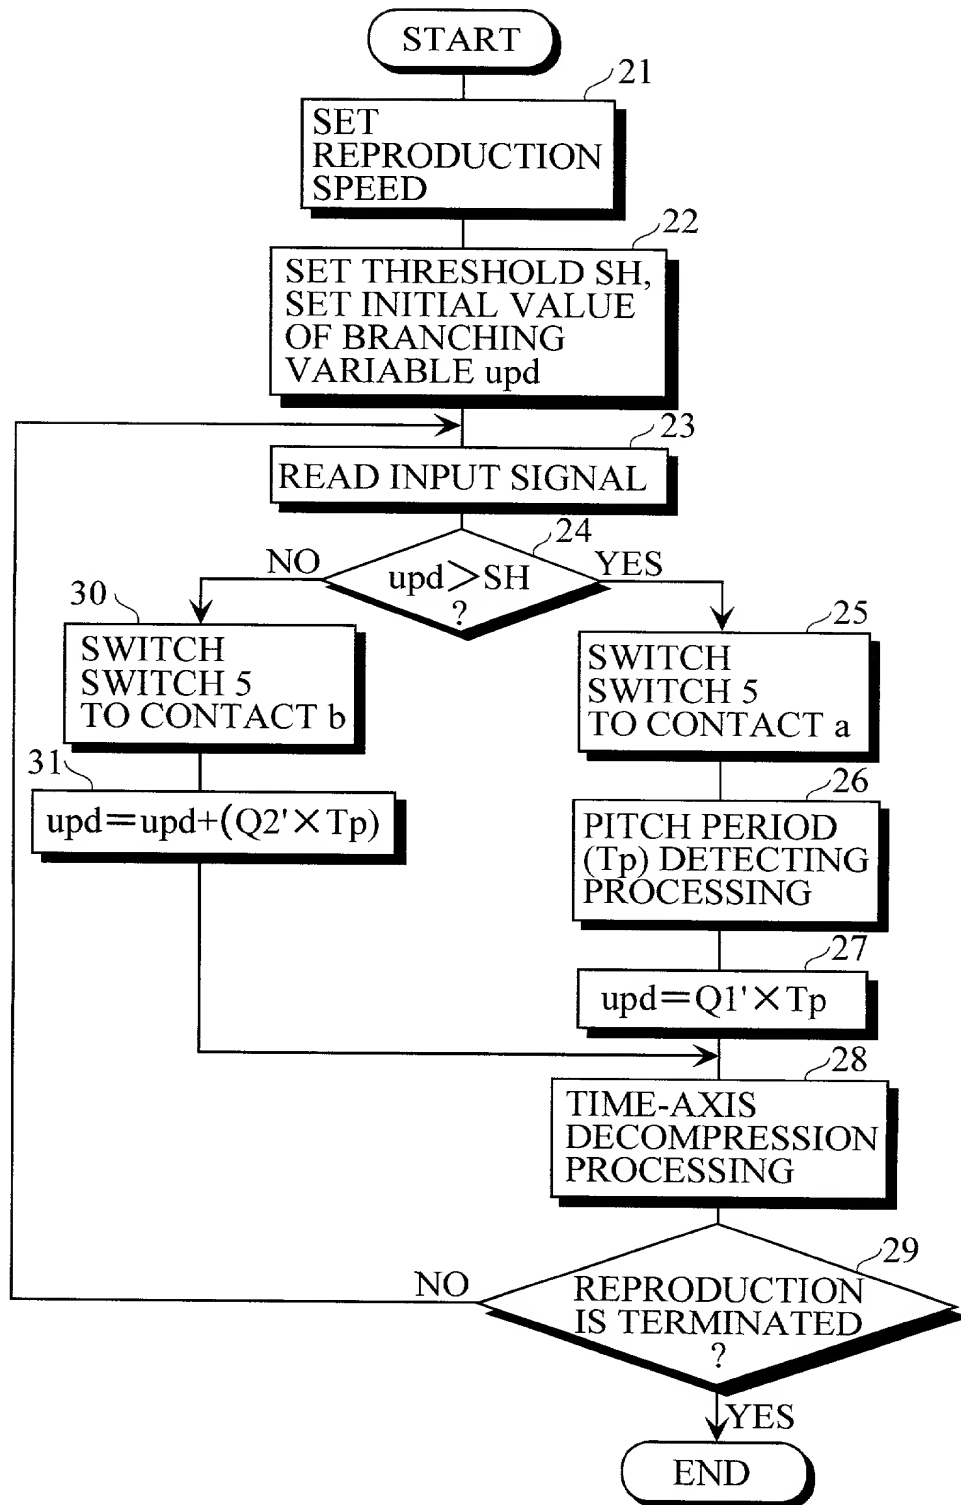 START
21
SET
REPRODUCTION
SPEED
22
SET THRESHOLD SH,
SET INITIAL VALUE
OF BRANCHING
VARIABLE upd
23
READ INPUT SIGNAL
24
NO
YES
upd>SH
?
30
SWITCH
SWITCH 5
TO CONTACT b
25
SWITCH
SWITCH 5
TO CONTACT a
31
upd=upd+(Q2'×Tp)
26
PITCH PERIOD
(Tp) DETECTING
PROCESSING
27
upd=Q1'×Tp
28
TIME-AXIS
DECOMPRESSION
PROCESSING
29
NO
REPRODUCTION
IS TERMINATED
?
YES
END